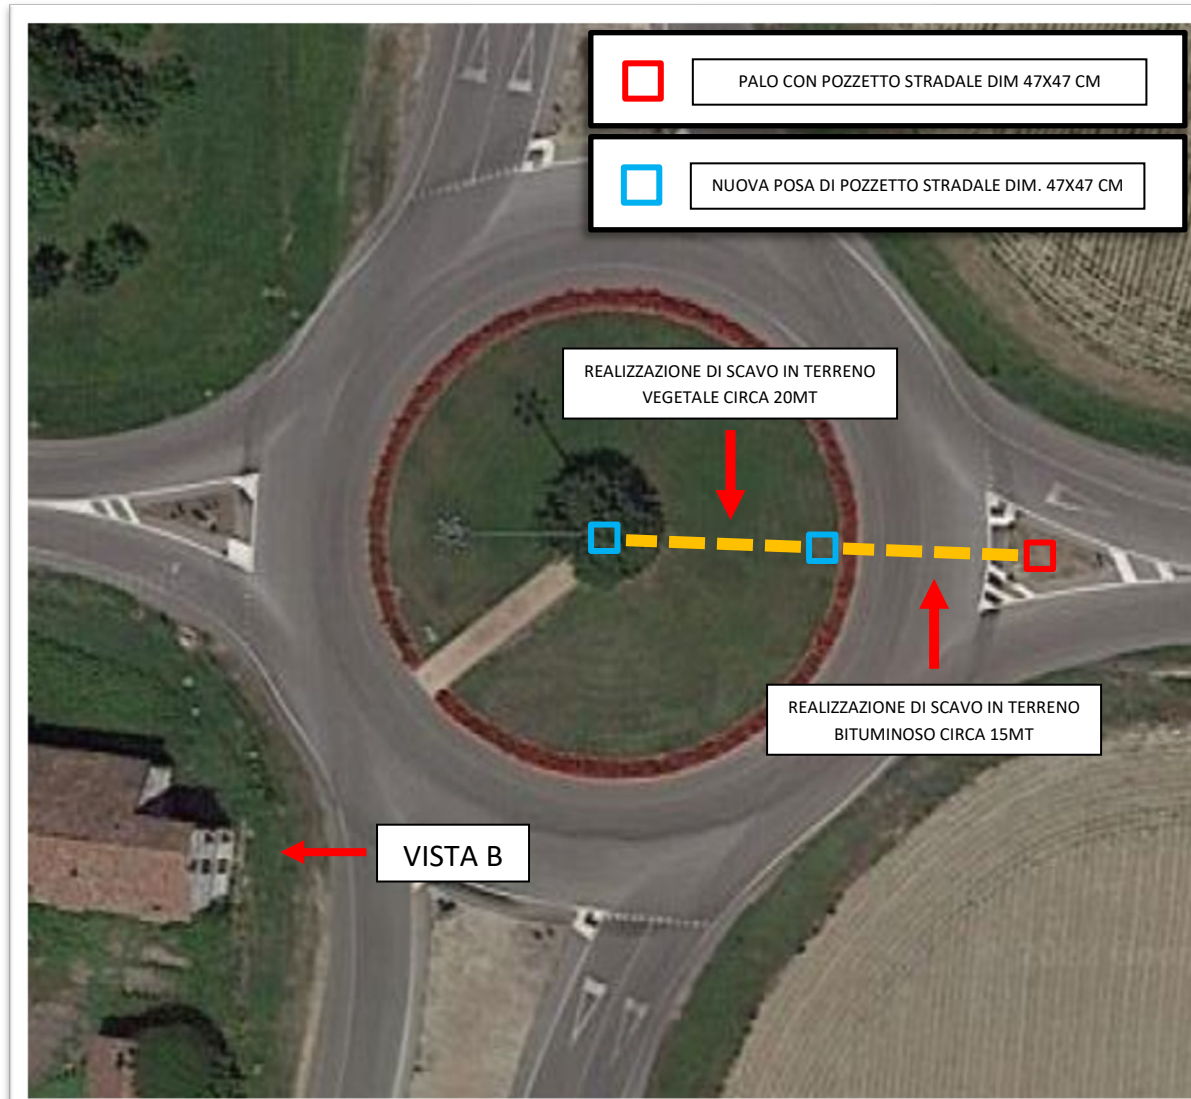 PALO CON POZZETTO STRADALE DIM 47X47 CM
NUOVA POSA DI POZZETTO STRADALE DIM. 47X47 CM
REALIZZAZIONE DI SCAVO IN TERRENO
VEGETALE CIRCA 20MT
REALIZZAZIONE DI SCAVO IN TERRENO
BITUMINOSO CIRCA 15MT
VISTA B